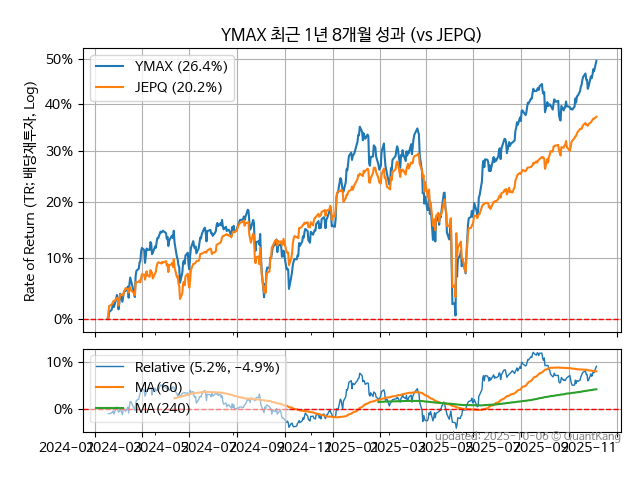 YMAX 최근 1년 8개월 성과 (vs JEPQ)
Rate of Return (TR: 배당재투자, Log)
50%
40%
30%
20%
10%
0%
YMAX (26.4%)
JEPQ (20.2%)
10%
0%
Relative (5.2%, −4.9%)
MA(60)
MA(240)
updated: 2025-10-06 © QuantKang
2024-01
2024-03
2024-05
2024-07
2024-09
2024-11
2025-01
2025-03
2025-05
2025-07
2025-09
2025-11